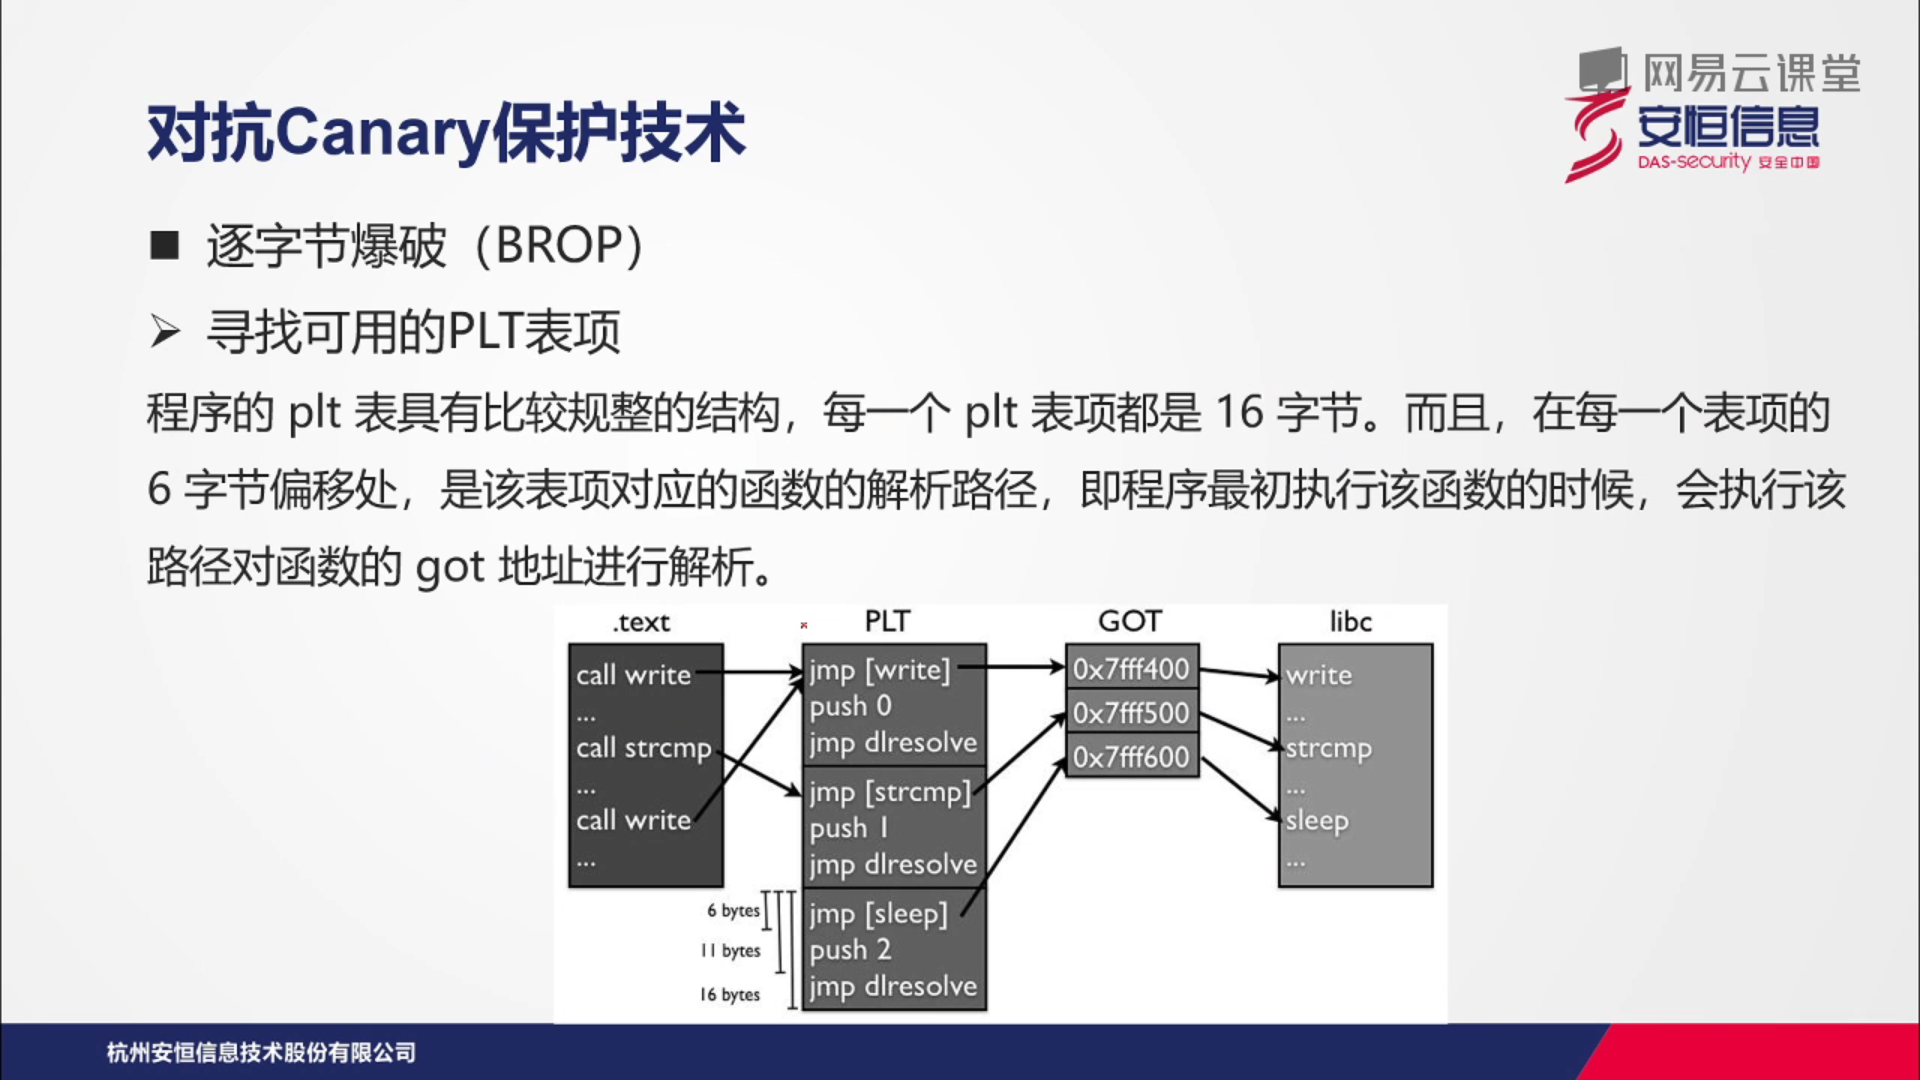 网易云课堂
安恒信息
DAS-security 安全中国
对抗Canary保护技术
逐字节爆破（BROP）
寻找可用的PLT表项
程序的 plt 表具有比较规整的结构，每一个 plt 表项都是 16 字节。而且，在每一个表项的
6 字节偏移处，是该表项对应的函数的解析路径，即程序最初执行该函数的时候，会执行该
路径对函数的 got 地址进行解析。
.text
call write
...
call strcmp
...
call write
...
PLT
jmp [write]
push 0
jmp dlresolve
jmp [strcmp]
push 1
jmp dlresolve
jmp [sleep]
push 2
jmp dlresolve
6 bytes
11 bytes
16 bytes
GOT
0x7fff400
0x7fff500
0x7fff600
libc
write
...
strcmp
...
sleep
...
杭州安恒信息技术股份有限公司